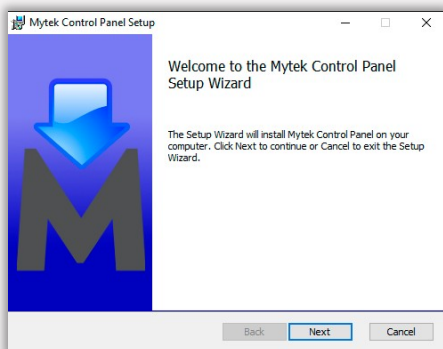 Mytek Control Panel Setup
Welcome to the Mytek Control Panel
Setup Wizard
The Setup Wizard will install Mytek Control Panel on your
computer. Click Next to continue or Cancel to exit the Setup
Wizard.
M
Back
Next
Cancel